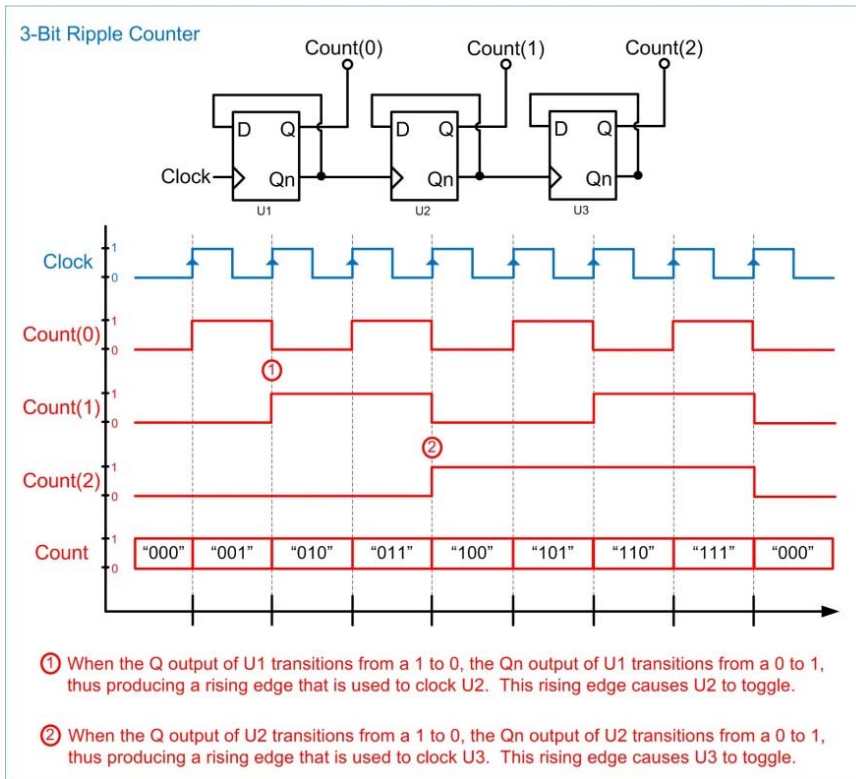 3-Bit Ripple Counter
Count(0) Count(1) Count(2)
D Q D Q D Q
Clock Qn Qn Qn
U1 U2 U3
Clock 1
0
Count(0) 1
0
①
Count(1) 1
0
②
Count(2) 1
0
Count 1
0
“000” “001” “010” “011” “100” “101” “110” “111” “000”
① When the Q output of U1 transitions from a 1 to 0, the Qn output of U1 transitions from a 0 to 1,
thus producing a rising edge that is used to clock U2. This rising edge causes U2 to toggle.
② When the Q output of U2 transitions from a 1 to 0, the Qn output of U2 transitions from a 0 to 1,
thus producing a rising edge that is used to clock U3. This rising edge causes U3 to toggle.